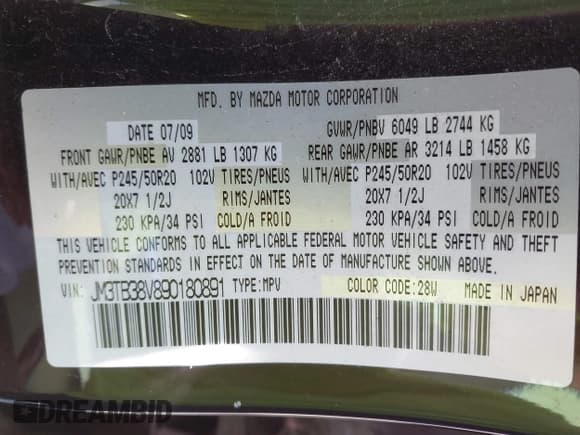 MFD. BY MAZDA MOTOR CORPORATION
DATE 07/09 GVWR/PNBV 6049 LB 2744 KG
FRONT GAWR/PNBE AV 2881 LB 1307 KG REAR GAWR/PNBE AR 3214 LB 1458 KG
WITH/AVEC P245/50R20 102V TIRES/PNEUS WITH/AVEC P245/50R20 102V TIRES/PNEUS
20X7 1/2J RIMS/JANTES 20X7 1/2J RIMS/JANTES
230 KPA/34 PSI COLD/A FROID 230 KPA/34 PSI COLD/A FROID
THIS VEHICLE CONFORMS TO ALL APPLICABLE FEDERAL MOTOR VEHICLE SAFETY AND THEFT
PREVENTION STANDARDS IN EFFECT ON THE DATE OF MANUFACTURE SHOWN ABOVE.
VIN: JM3TB38V890180891 TYPE:MPV COLOR CODE:28W MADE IN JAPAN
DREAMBID